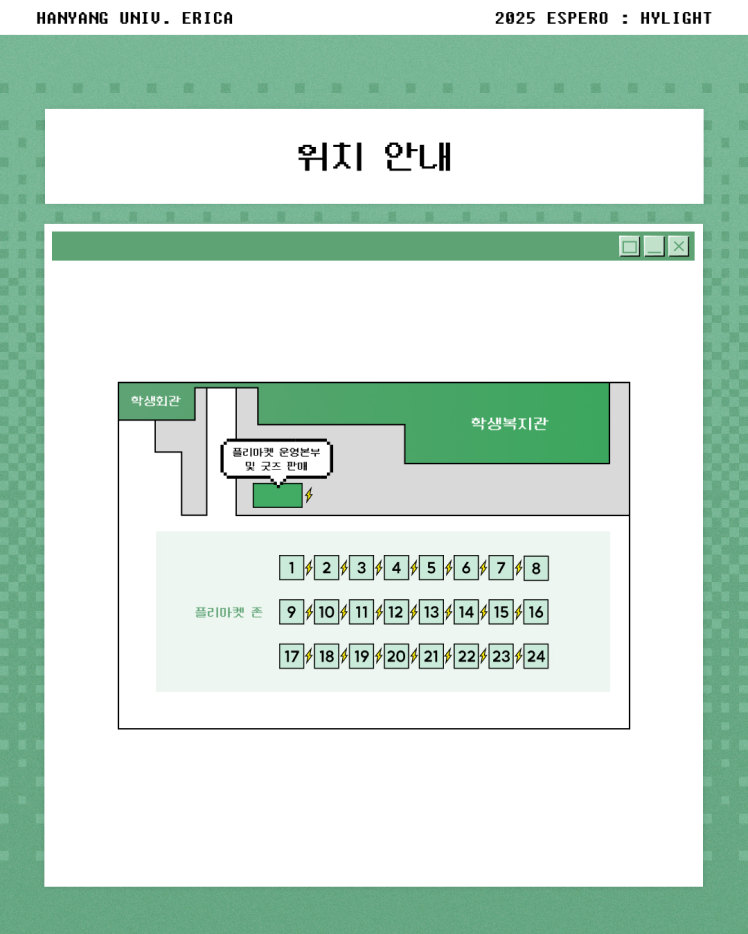 HANYANG UNIV. ERICA
2025 ESPERO : HYLIGHT
위치 안내
학생회관
학생복지관
플리마켓 운영본부
및 굿즈 판매
1 2 3 4 5 6 7 8
플리마켓 존
9 10 11 12 13 14 15 16
17 18 19 20 21 22 23 24